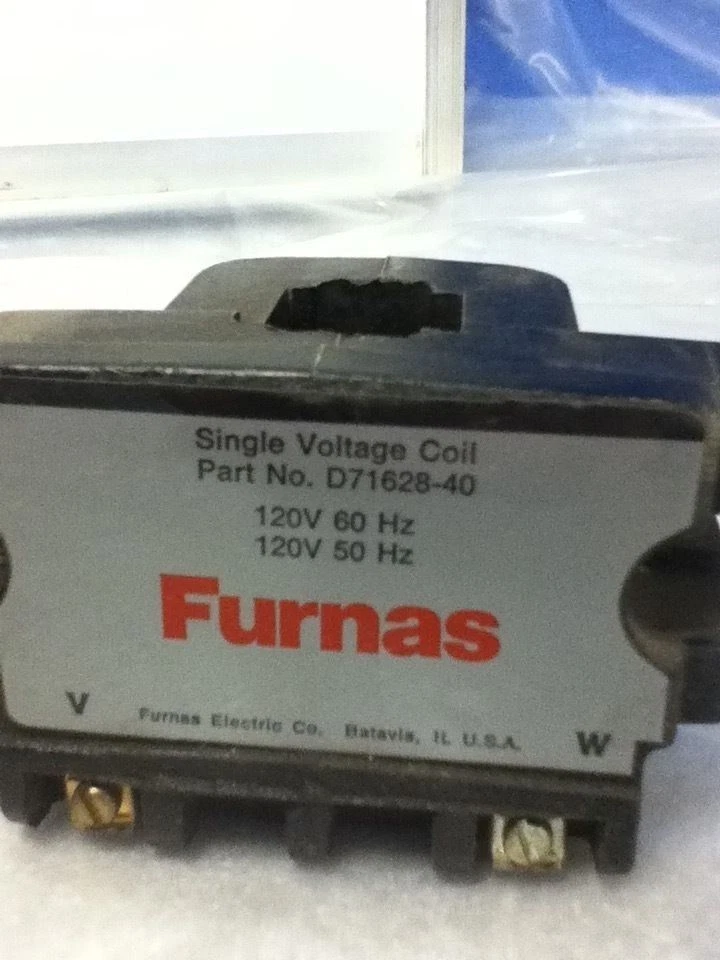 Single Voltage Coil
Part No. D71628-40
120V 60 Hz
120V 50 Hz
Furnas
V
Furnas Electric Co. Batavia, IL U.S.A.
W